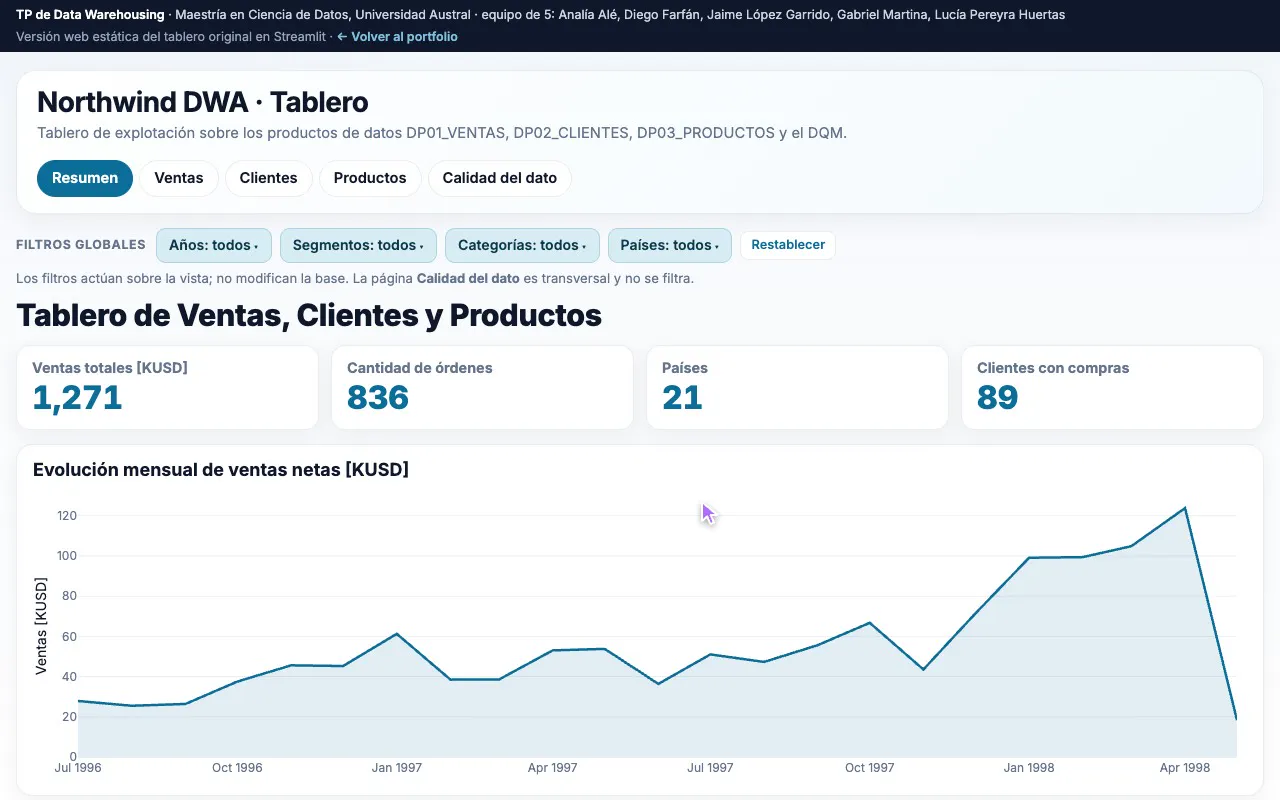 TP de Data Warehousing · Maestría en Ciencia de Datos, Universidad Austral · equipo de 5: Analía Alé, Diego Farfán, Jaime López Garrido, Gabriel Martina, Lucía Pereyra Huertas
Versión web estática del tablero original en Streamlit · ← Volver al portfolio
Northwind DWA · Tablero
Tablero de explotación sobre los productos de datos DP01_VENTAS, DP02_CLIENTES, DP03_PRODUCTOS y el DQM.
Resumen Ventas Clientes Productos Calidad del dato
FILTROS GLOBALES Años: todos ▾ Segmentos: todos ▾ Categorías: todos ▾ Países: todos ▾ Restablecer
Los filtros actúan sobre la vista; no modifican la base. La página Calidad del dato es transversal y no se filtra.
Tablero de Ventas, Clientes y Productos
Ventas totales [KUSD] Cantidad de órdenes Países Clientes con compras
1,271 836 21 89
Evolución mensual de ventas netas [KUSD]
120
100
80
60
40
20
0
Ventas [KUSD]
Jul 1996 Oct 1996 Jan 1997 Apr 1997 Jul 1997 Oct 1997 Jan 1998 Apr 1998